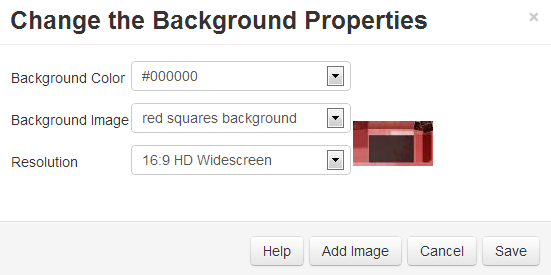 Change the Background Properties ×
Background Color #000000
Background Image red squares background
Resolution 16:9 HD Widescreen
Help Add Image Cancel Save